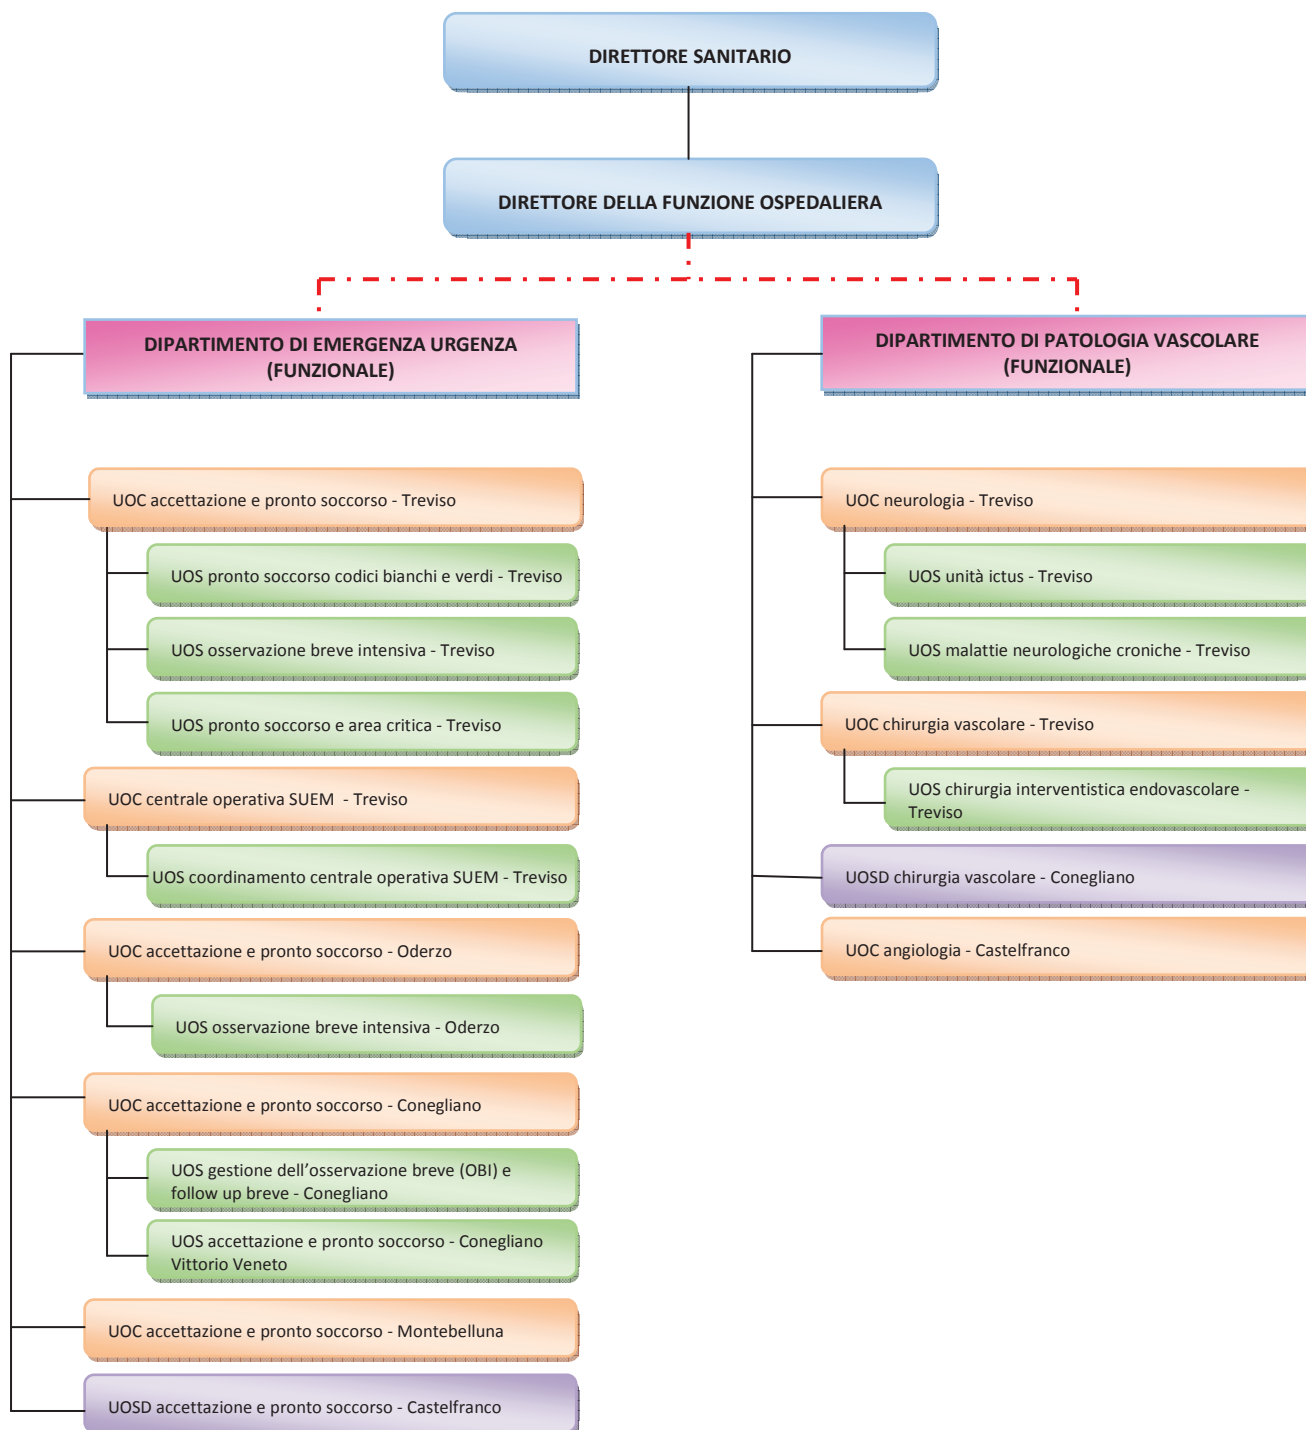 DIRETTORE SANITARIO
DIRETTORE DELLA FUNZIONE OSPEDALIERA
DIPARTIMENTO DI EMERGENZA URGENZA
(FUNZIONALE)
UOC accettazione e pronto soccorso - Treviso
UOS pronto soccorso codici bianchi e verdi - Treviso
UOS osservazione breve intensiva - Treviso
UOS pronto soccorso e area critica - Treviso
UOC centrale operativa SUEM - Treviso
UOS coordinamento centrale operativa SUEM - Treviso
UOC accettazione e pronto soccorso - Oderzo
UOS osservazione breve intensiva - Oderzo
UOC accettazione e pronto soccorso - Conegliano
UOS gestione dell'osservazione breve (OBI) e
follow up breve - Conegliano
UOS accettazione e pronto soccorso - Conegliano
Vittorio Veneto
UOC accettazione e pronto soccorso - Montebelluna
UOSD accettazione e pronto soccorso - Castelfranco
DIPARTIMENTO DI PATOLOGIA VASCOLARE
(FUNZIONALE)
UOC neurologia - Treviso
UOS unità ictus - Treviso
UOS malattie neurologiche croniche - Treviso
UOC chirurgia vascolare - Treviso
UOS chirurgia interventistica endovascolare -
Treviso
UOSD chirurgia vascolare - Conegliano
UOC angiologia - Castelfranco